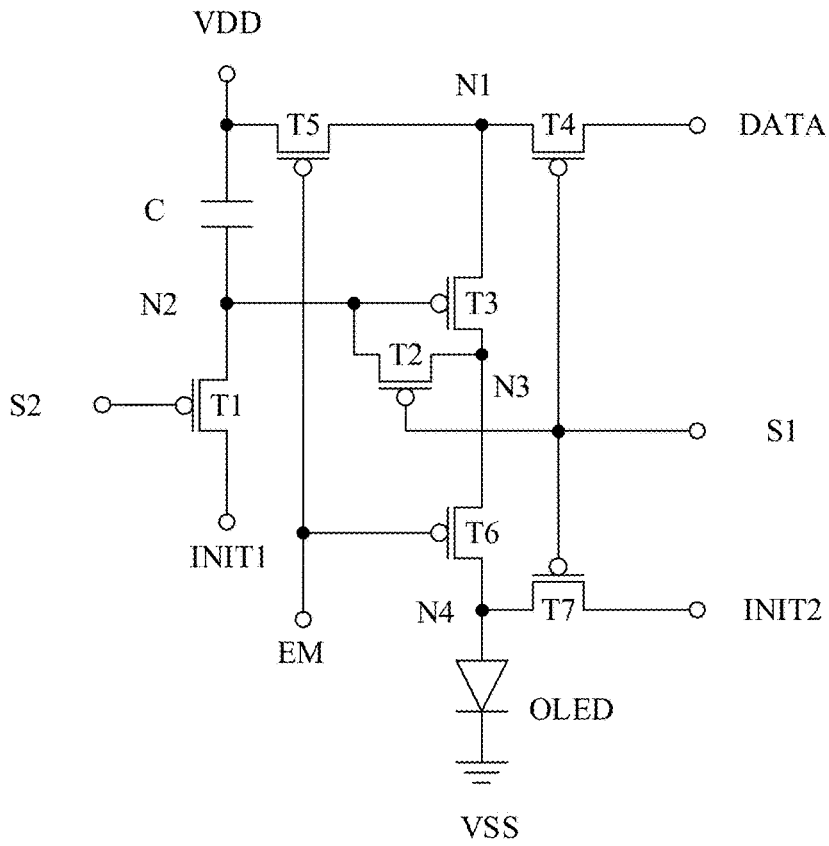 VDD
N1
T5
T4
DATA
C
N2
T3
T2
N3
S2
T1
S1
T6
INIT1
N4
T7
INIT2
EM
OLED
VSS